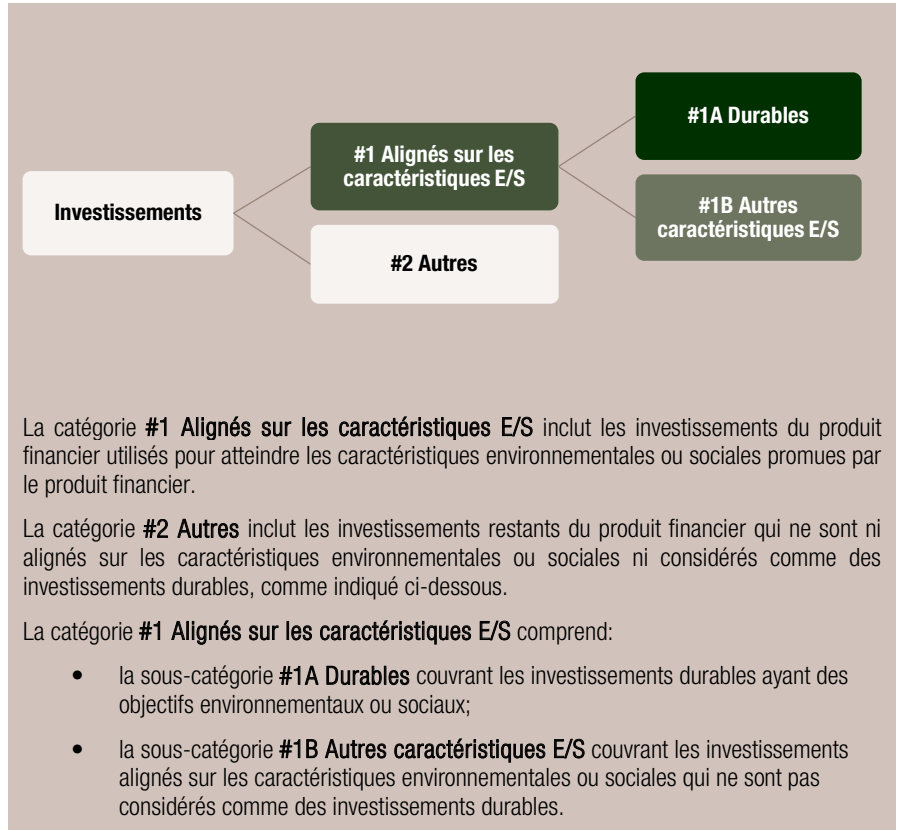 #1A Durables
#1 Alignés sur les
caractéristiques E/S
Investissements
#1B Autres
caractéristiques E/S
#2 Autres
La catégorie #1 Alignés sur les caractéristiques E/S inclut les investissements du produit
financier utilisés pour atteindre les caractéristiques environnementales ou sociales promues par
le produit financier.
La catégorie #2 Autres inclut les investissements restants du produit financier qui ne sont ni
alignés sur les caractéristiques environnementales ou sociales ni considérés comme des
investissements durables, comme indiqué ci-dessous.
La catégorie #1 Alignés sur les caractéristiques E/S comprend:
• la sous-catégorie #1A Durables couvrant les investissements durables ayant des
objectifs environnementaux ou sociaux;
• la sous-catégorie #1B Autres caractéristiques E/S couvrant les investissements
alignés sur les caractéristiques environnementales ou sociales qui ne sont pas
considérés comme des investissements durables.